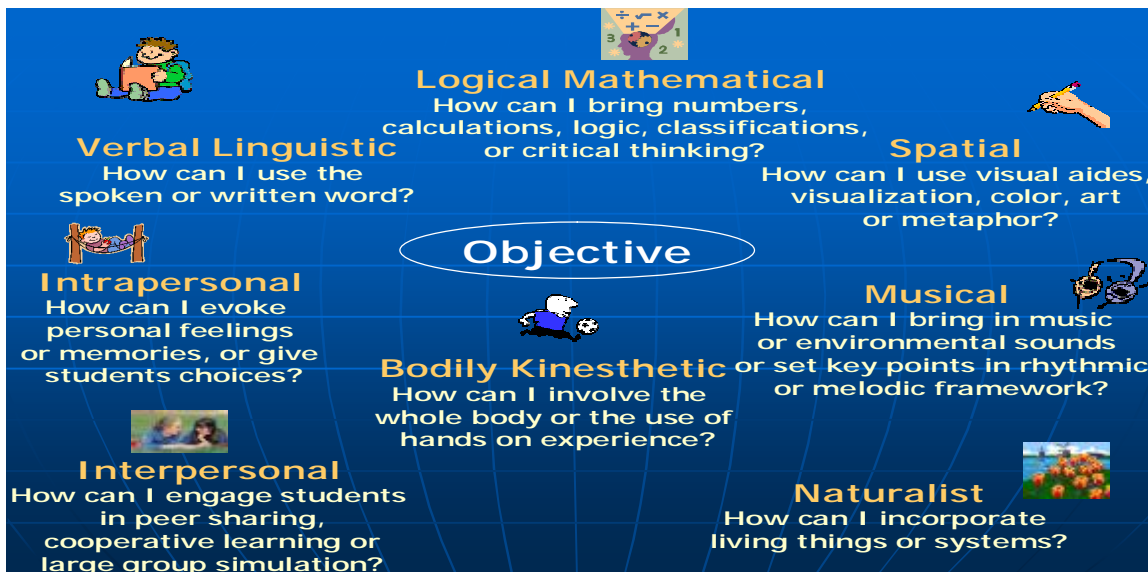 Logical Mathematical
How can I bring numbers,
calculations, logic, classifications,
or critical thinking?
Verbal Linguistic
How can I use the
spoken or written word?
Spatial
How can I use visual aides,
visualization, color, art
or metaphor?
Objective
Intrapersonal
How can I evoke
personal feelings
or memories, or give
students choices?
Musical
How can I bring in music
or environmental sounds
or set key points in rhythmic
or melodic framework?
Bodily Kinesthetic
How can I involve the
whole body or the use of
hands on experience?
Interpersonal
How can I engage students
in peer sharing,
cooperative learning or
large group simulation?
Naturalist
How can I incorporate
living things or systems?
÷ √ x
+ −
3 1
2